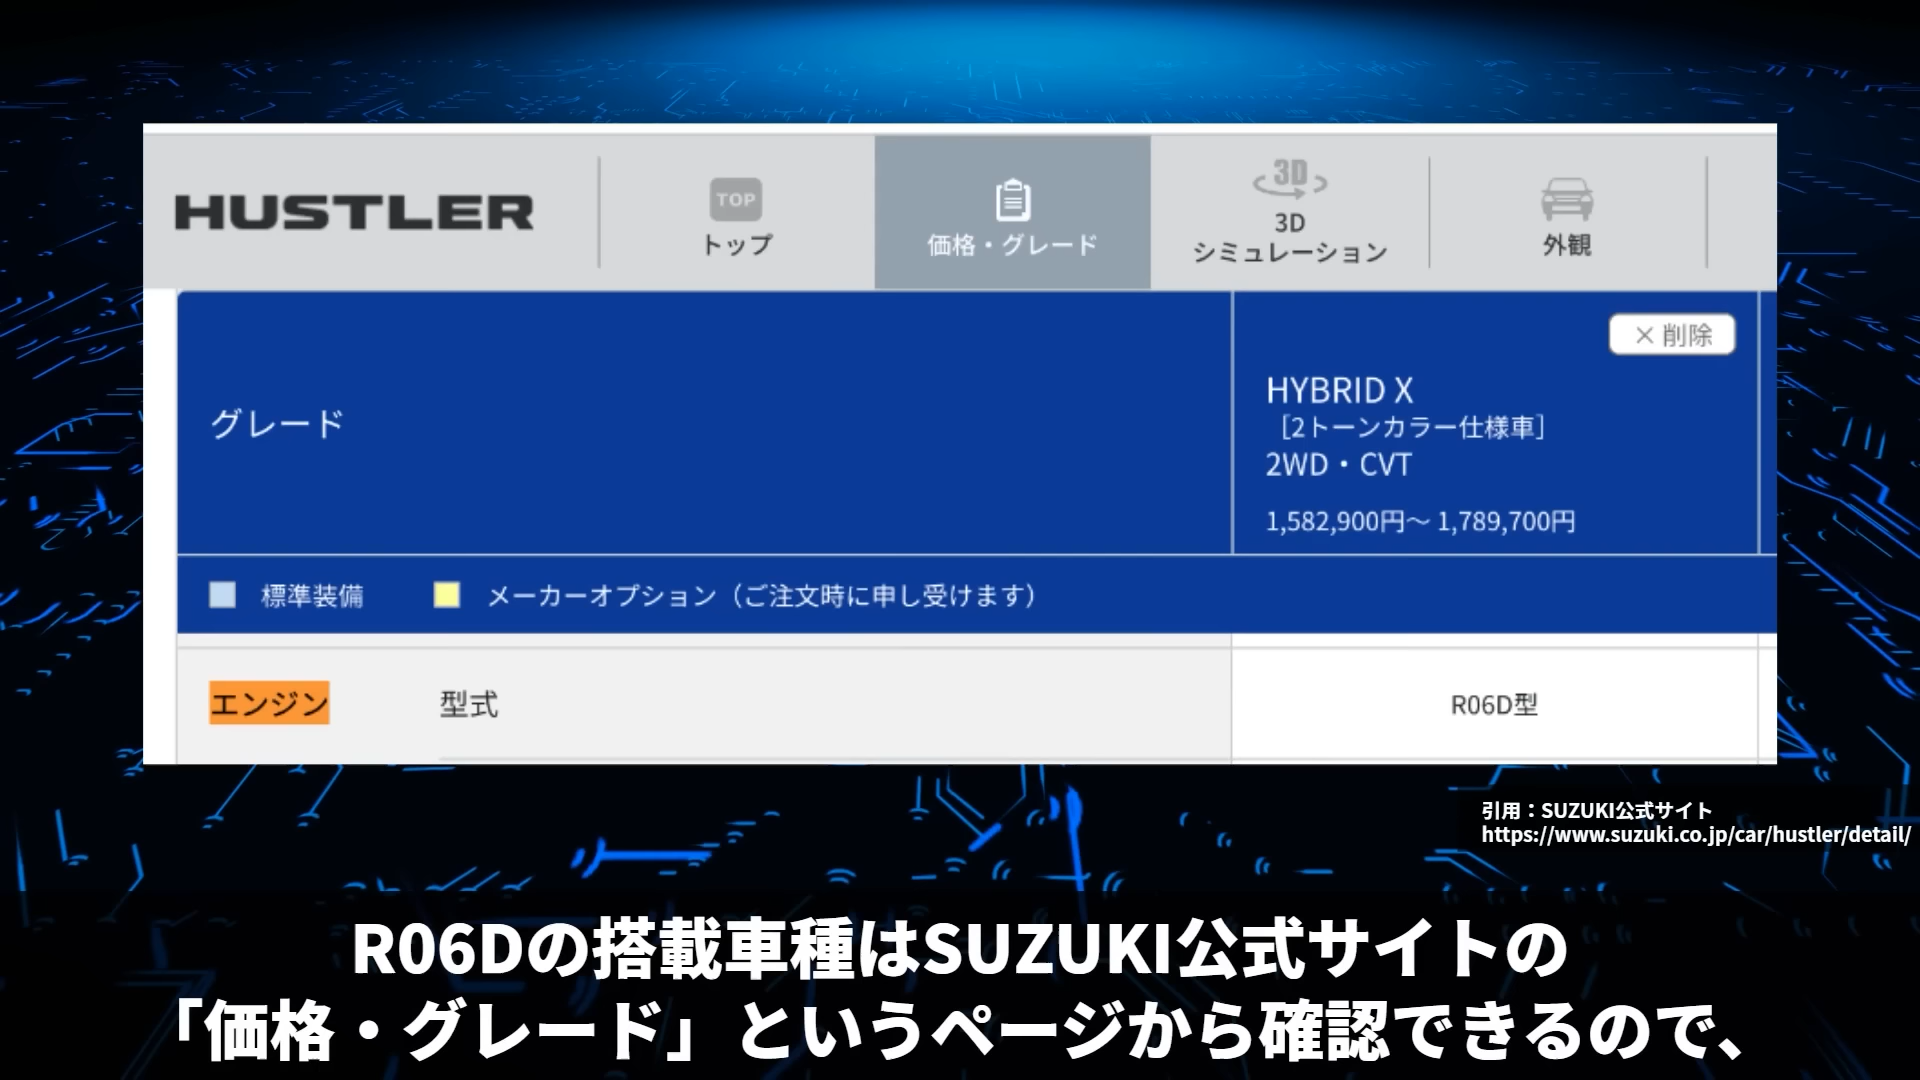 HUSTLER
TOP
トップ
価格・グレード
3D
3D
シミュレーション
外観
× 削除
グレード
HYBRID X
［2トーンカラー仕様車］
2WD・CVT
1,582,900円〜 1,789,700円
標準装備
メーカーオプション（ご注文時に申し受けます）
エンジン
型式
R06D型
引用：SUZUKI公式サイト
https://www.suzuki.co.jp/car/hustler/detail/
R06Dの搭載車種はSUZUKI公式サイトの
「価格・グレード」というページから確認できるので、